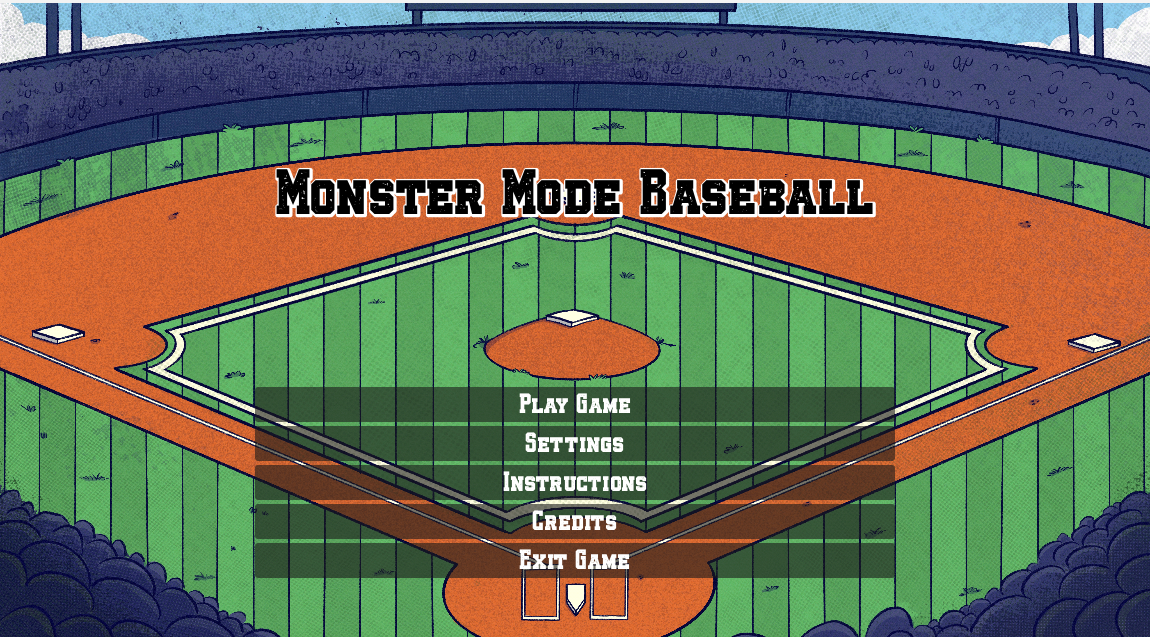 Monster Mode Baseball
Play Game
Settings
Instructions
Credits
Exit Game